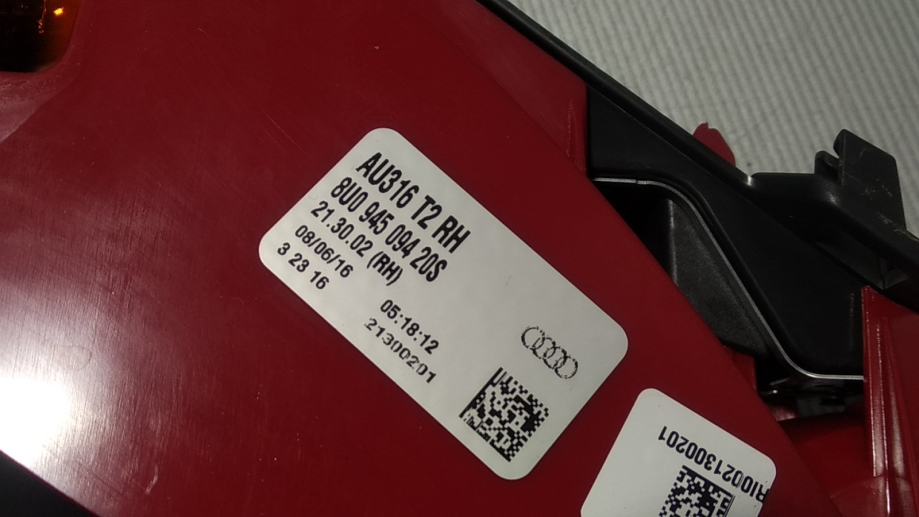 AU316 T2 RH
8U0 945 094 20S
21.30.02 (RH)
08/06/16
05:18:12
3 23 16
21300201
AI0021300201